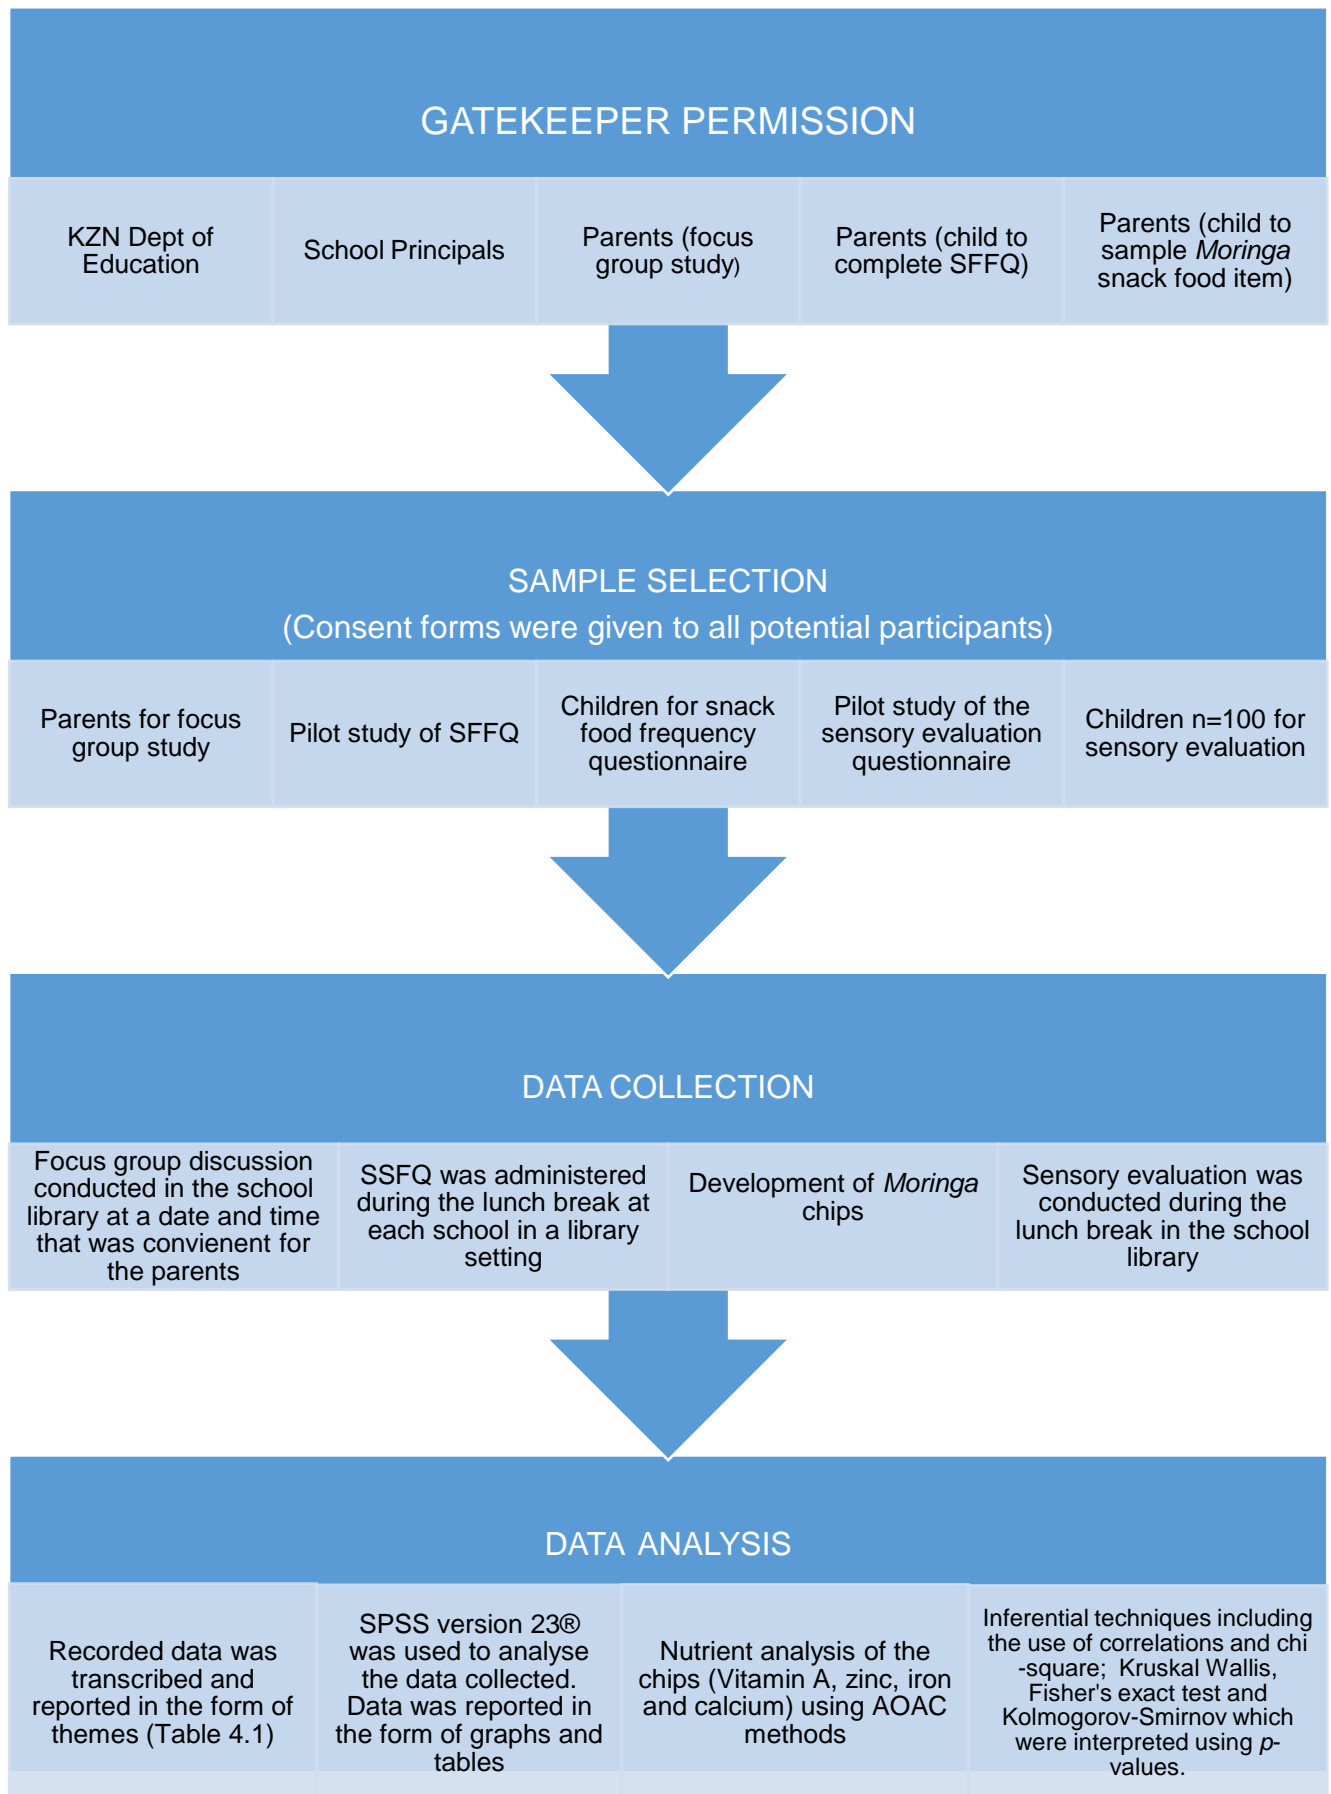 GATEKEEPER PERMISSION
KZN Dept of
Education
School Principals
Parents (focus
group study)
Parents (child to
complete SFFQ)
Parents (child to
sample Moringa
snack food item)
SAMPLE SELECTION
(Consent forms were given to all potential participants)
Parents for focus
group study
Pilot study of SFFQ
Children for snack
food frequency
questionnaire
Pilot study of the
sensory evaluation
questionnaire
Children n=100 for
sensory evaluation
DATA COLLECTION
Focus group discussion
conducted in the school
library at a date and time
that was convienent for
the parents
SSFQ was administered
during the lunch break at
each school in a library
setting
Development of Moringa
chips
Sensory evaluation was
conducted during the
lunch break in the school
library
DATA ANALYSIS
Recorded data was
transcribed and
reported in the form of
themes (Table 4.1)
SPSS version 23®
was used to analyse
the data collected.
Data was reported in
the form of graphs and
tables
Nutrient analysis of the
chips (Vitamin A, zinc, iron
and calcium) using AOAC
methods
Inferential techniques including
the use of correlations and chi
-square; Kruskal Wallis,
Fisher's exact test and
Kolmogorov-Smirnov which
were interpreted using p-
values.